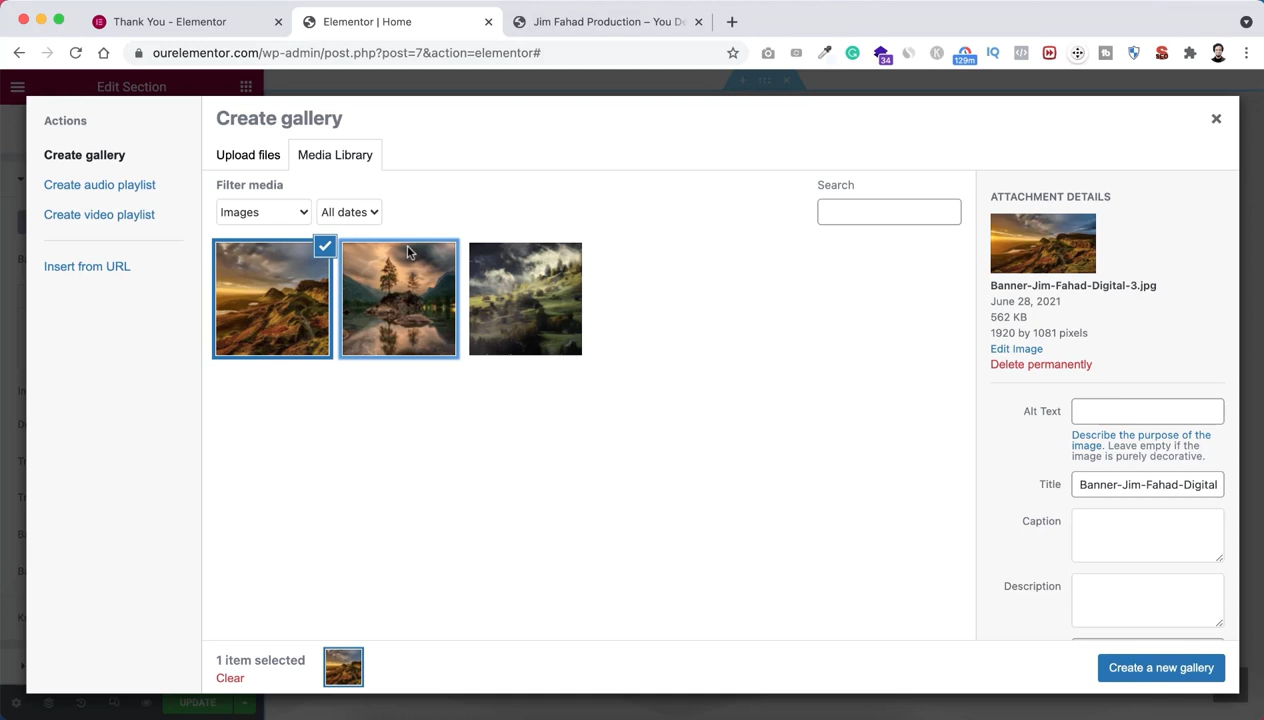 Thank You - Elementor
Elementor | Home
Jim Fahad Production – You De
ourelementor.com/wp-admin/post.php?post=7&action=elementor#
34
129m
IQ
Edit Section
Actions
Create gallery
Create audio playlist
Create video playlist
Insert from URL
Create gallery
Upload files
Media Library
Filter media
Images
All dates
Search
ATTACHMENT DETAILS
Banner-Jim-Fahad-Digital-3.jpg
June 28, 2021
562 KB
1920 by 1081 pixels
Edit Image
Delete permanently
Alt Text
Describe the purpose of the
image. Leave empty if the
image is purely decorative.
Title
Banner-Jim-Fahad-Digital
Caption
Description
1 item selected
Clear
Create a new gallery
UPDATE